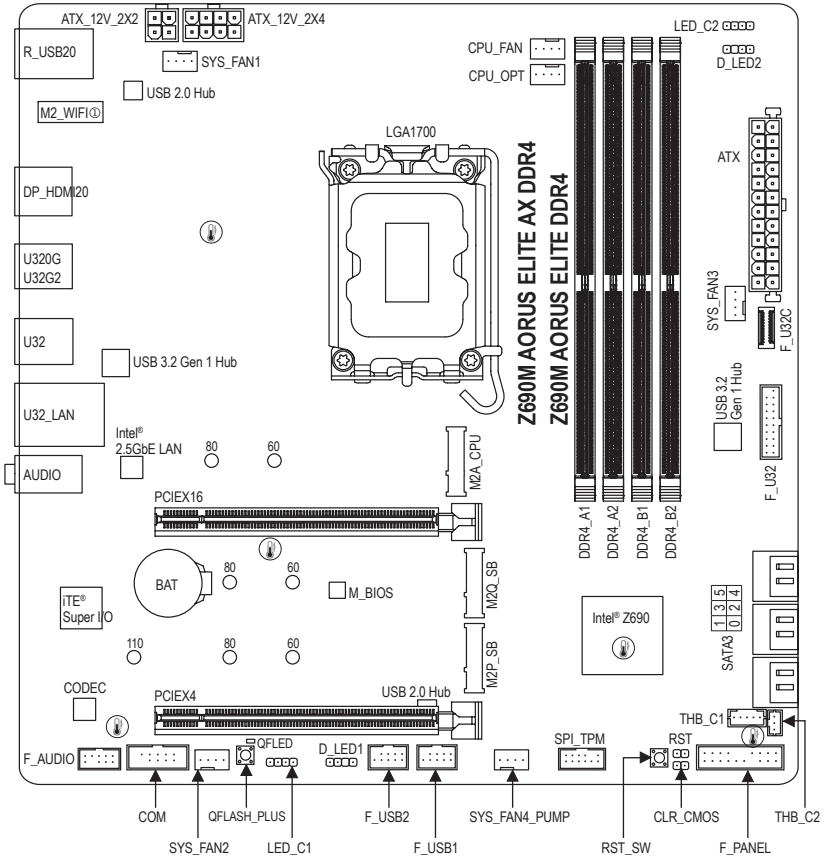 ATX_12V_2X2
ATX_12V_2X4
LED_C2
R_USB20
SYS_FAN1
CPU_FAN
D_LED2
CPU_OPT
USB 2.0 Hub
M2_WIFI①
LGA1700
ATX
DP_HDMI20
Z690M AORUS ELITE AX DDR4
Z690M AORUS ELITE DDR4
U320G
U32G2
SYS_FAN3
F_U32C
U32
USB 3.2 Gen 1 Hub
USB 3.2
Gen 1 Hub
U32_LAN
Intel®
2.5GbE LAN
80
60
M2A_CPU
F_U32
AUDIO
PCIEX16
DDR4_A1
DDR4_A2
DDR4_B1
DDR4_B2
BAT
80
60
M_BIOS
M2Q_SB
iTE®
Super I/O
Intel® Z690
1 3 5
0 2 4
SATA3
110
80
60
M2P_SB
CODEC
PCIEX4
USB 2.0 Hub
THB_C1
F_AUDIO
QFLED
D_LED1
SPI_TPM
RST
COM
QFLASH_PLUS
F_USB2
SYS_FAN4_PUMP
CLR_CMOS
THB_C2
SYS_FAN2
LED_C1
F_USB1
RST_SW
F_PANEL